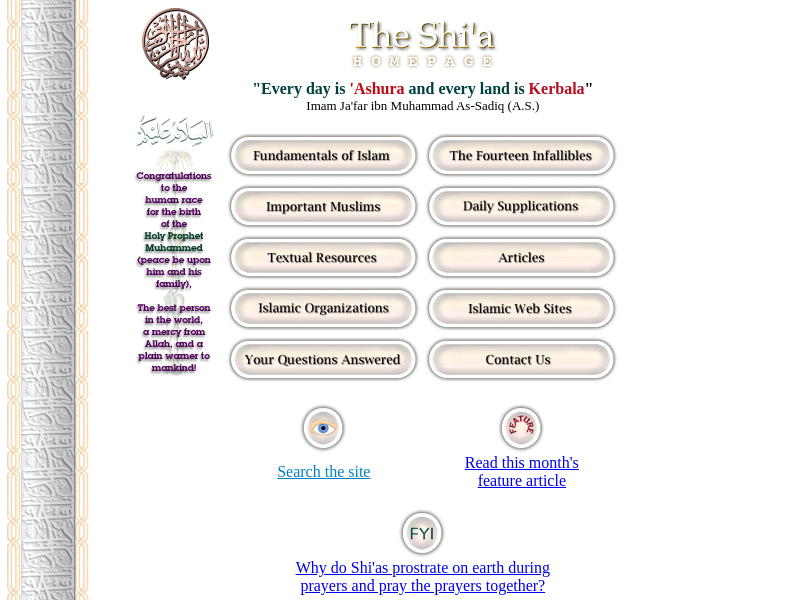 The Shi'a
HOMEPAGE
"Every day is 'Ashura and every land is Kerbala"
Imam Ja'far ibn Muhammad As-Sadiq (A.S.)
السلام عليكم
Congratulations
to the
human race
for the birth
of the
Holy Prophet
Muhammed
(peace be upon
him and his
family),
The best person
in the world,
a mercy from
Allah, and a
plain warner to
mankind!
Fundamentals of Islam
The Fourteen Infallibles
Important Muslims
Daily Supplications
Textual Resources
Articles
Islamic Organizations
Islamic Web Sites
Your Questions Answered
Contact Us
Search the site
FEATURE
Read this month's
feature article
FYI
Why do Shi'as prostrate on earth during
prayers and pray the prayers together?